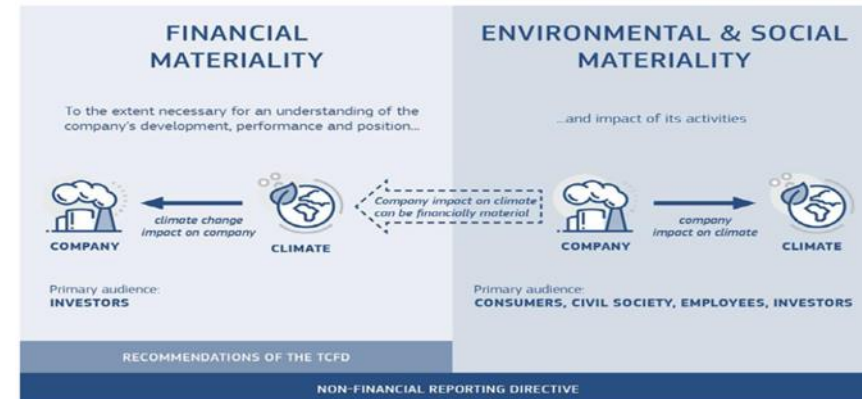 FINANCIAL
MATERIALITY
To the extent necessary for an understanding of the
company's development, performance and position...
climate change
impact on company
COMPANY
CLIMATE
Primary audience:
INVESTORS
Company impact on climate
can be financially material
ENVIRONMENTAL & SOCIAL
MATERIALITY
...and impact of its activities
company
impact on climate
COMPANY
CLIMATE
Primary audience:
CONSUMERS, CIVIL SOCIETY, EMPLOYEES, INVESTORS
RECOMMENDATIONS OF THE TCFD
NON-FINANCIAL REPORTING DIRECTIVE